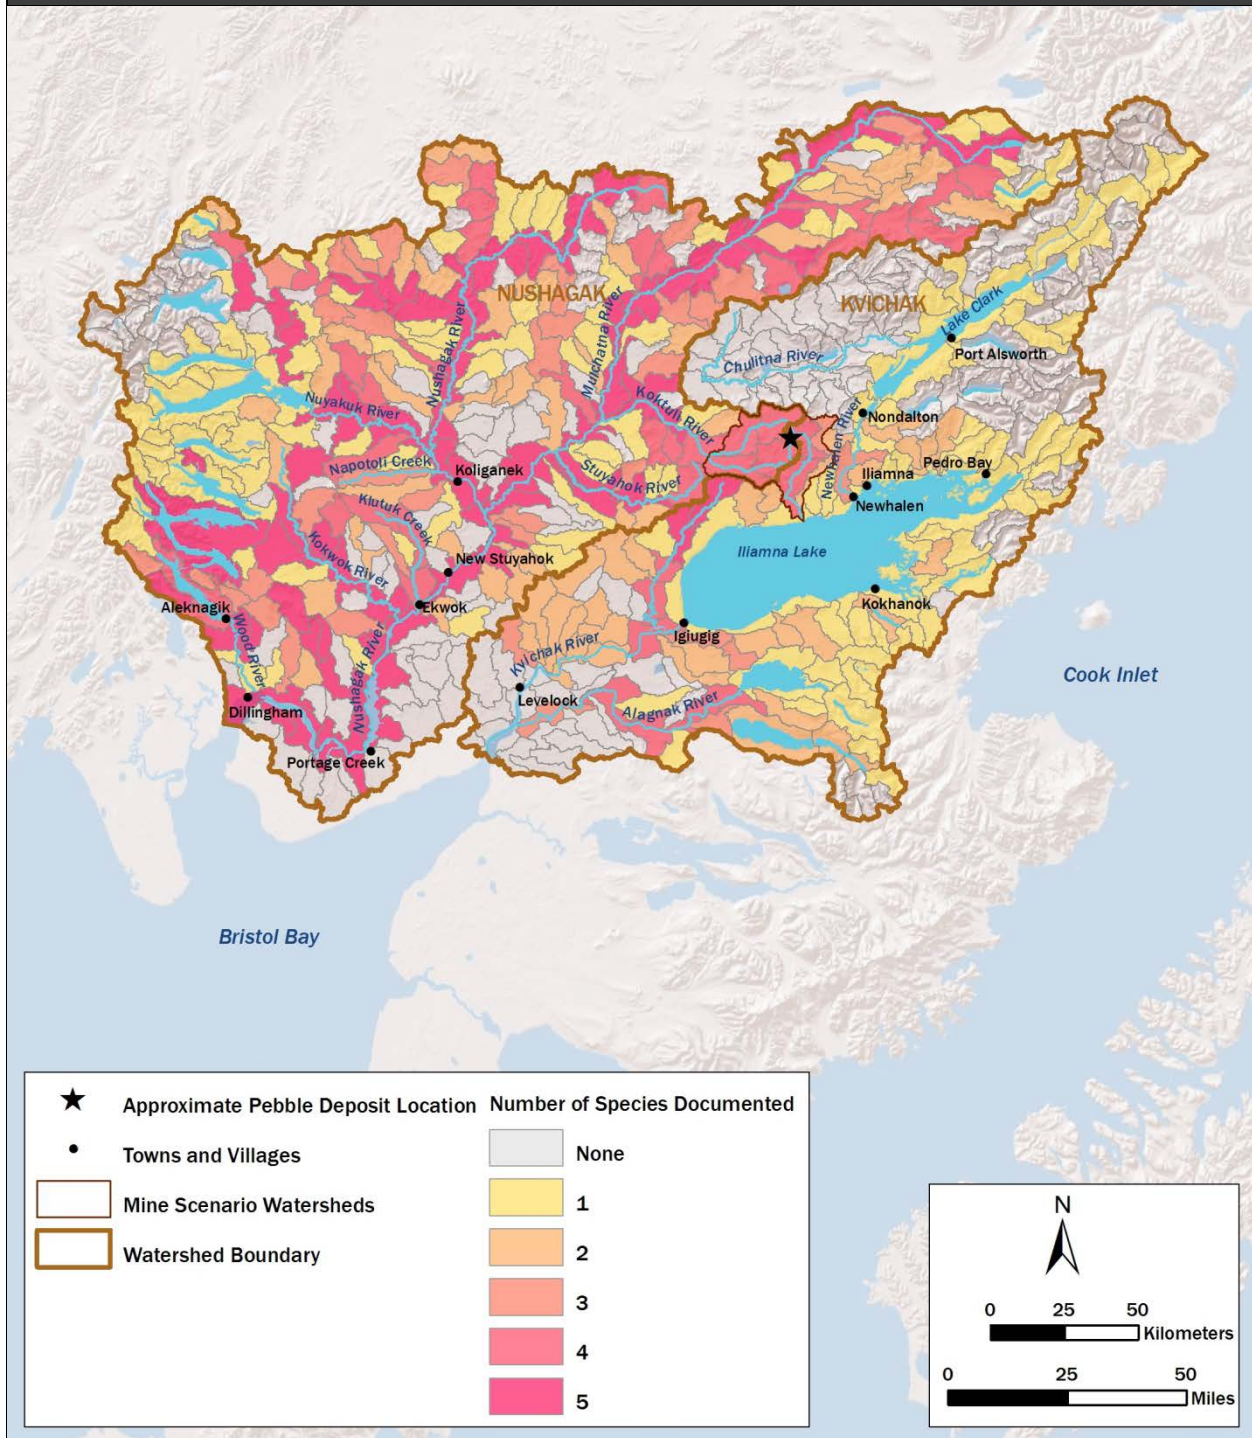 NUSHAGAK
KVICHAK
Lake Clark
Port Alsworth
Chulitna River
Mulchatna River
Nushagak River
Koktuli River
Nuyakuk River
Nondalton
Newhalen River
Napotoli Creek
Koliganek
Stuyahok River
Iliamna
Pedro Bay
Newhalen
Klutuk Creek
Kokwok River
New Stuyahok
Iliamna Lake
Aleknagik
Ekwok
Kokhanok
Wood River
Igiugig
Kvichak River
Nushagak River
Levelock
Alagnak River
Dillingham
Portage Creek
Cook Inlet
Bristol Bay
Approximate Pebble Deposit Location
Towns and Villages
Mine Scenario Watersheds
Watershed Boundary
Number of Species Documented
None
1
2
3
4
5
N
0 25 50
Kilometers
0 25 50
Miles